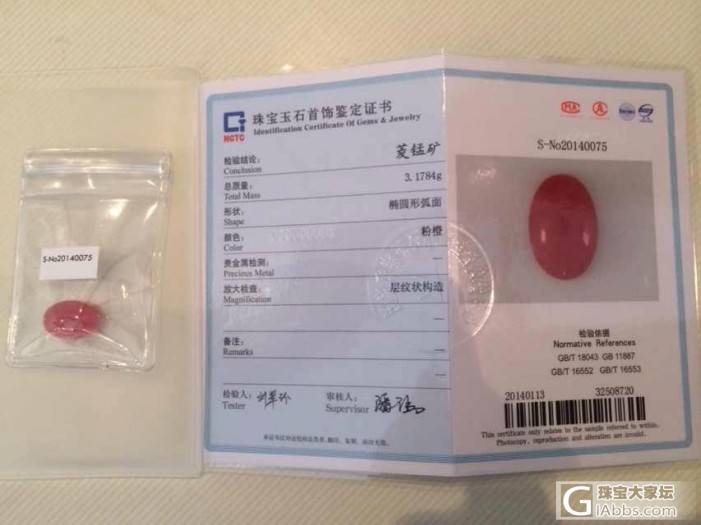 S-No20140075
NGTC
珠宝玉石首饰鉴定证书
Identification Certificate Of Gems & Jewelry
检验结论: 菱锰矿
Conclusion
总质量: 3.1784g
Total Mass
形状: 椭圆形弧面
Shape
颜色: 粉橙
Color
贵金属检测: —
Precious Metal
放大检查: 层纹状构造
Magnification
—
备注: —
Remarks
—
检验人:
Tester
审核人:
Supervisor
S-No20140075
检验依据
Normative References
GB/T 18043 GB 11887
GB/T 16552 GB/T 16553
20140113 32508720
This certificate only relates to the sample referred to within.
Photocopy, reproduction and alteration are invalid.
珠宝大家坛
GIAbbs.com